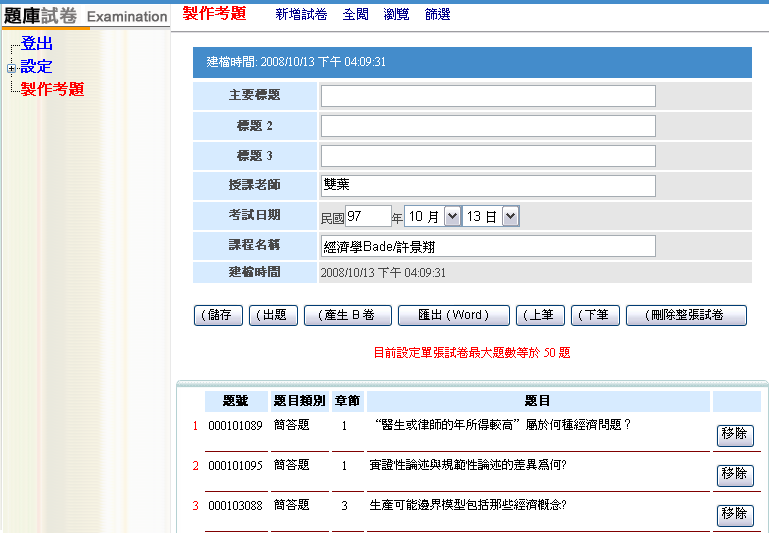 題庫試卷 Examination
製作考題 新增試卷 全閱 瀏覽 篩選
登出
設定
製作考題
建檔時間: 2008/10/13 下午 04:09:31
主要標題
標題 2
標題 3
授課老師 雙葉
考試日期 民國 97 年 10 月 13 日
課程名稱 經濟學Bade/許景翔
建檔時間 2008/10/13 下午 04:09:31
(儲存 (出題 (產生 B 卷 匯出 (Word) (上筆 (下筆 (刪除整張試卷
目前設定單張試卷最大題數等於 50 題
題號 題目類別 章節 題目
1 000101089 簡答題 1 “醫生或律師的年所得較高”屬於何種經濟問題？ 移除
2 000101095 簡答題 1 實證性論述與規範性論述的差異為何? 移除
3 000103088 簡答題 3 生產可能邊界模型包括那些經濟概念? 移除